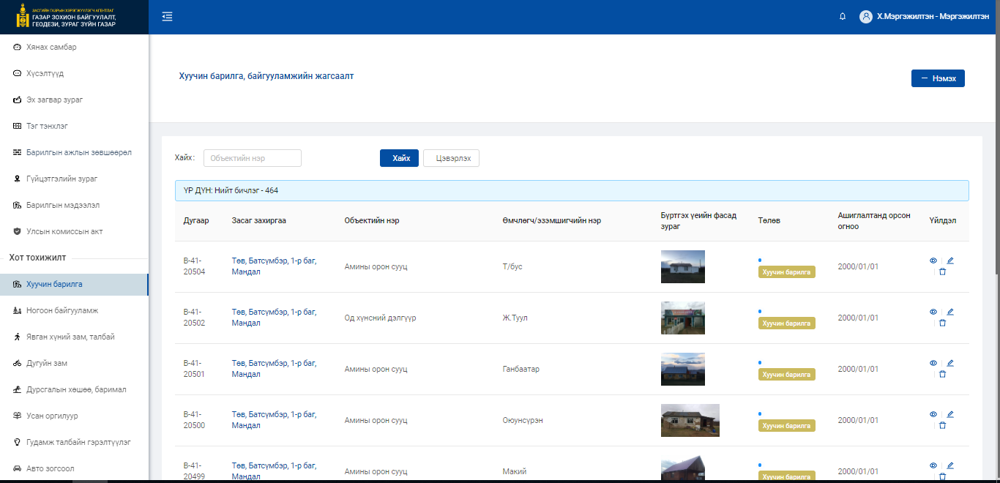 ЗАСГИЙН ГАЗРЫН ХЭРЭГЖҮҮЛЭГЧ АГЕНТЛАГ
ГАЗАР ЗОХИОН БАЙГУУЛАЛТ,
ГЕОДЕЗИ, ЗУРАГ ЗҮЙН ГАЗАР
Х.Мэргэжилтэн - Мэргэжилтэн
Хянах самбар
Хүсэлтүүд
Эх загвар зураг
Тэг тэнхлэг
Барилгын ажлын зөвшөөрөл
Гүйцэтгэлийн зураг
Барилгын мэдээлэл
Улсын комиссын акт
Хот тохижилт
Хуучин барилга
Ногоон байгууламж
Явган хүний зам, талбай
Дугуйн зам
Дурсгалын хөшөө, баримал
Усан оргилуур
Гудамж талбайн гэрэлтүүлэг
Авто зогсоол
Хуучин барилга, байгууламжийн жагсаалт
Нэмэх
Хайх: Объектийн нэр Хайх Цэвэрлэх
ҮР ДҮН: Нийт бичлэг - 464
Дугаар Засаг захиргаа Объектийн нэр Өмчлөгч/эзэмшигчийн нэр Бүртгэх үеийн фасад зураг Төлөв Ашиглалтанд орсон огноо Үйлдэл
B-41-20504 Төв, Батсүмбэр, 1-р баг, Мандал Амины орон сууц Т/бус Хуучин барилга 2000/01/01
B-41-20502 Төв, Батсүмбэр, 1-р баг, Мандал Од хүнсний дэлгүүр Ж.Туул Хуучин барилга 2000/01/01
B-41-20501 Төв, Батсүмбэр, 1-р баг, Мандал Амины орон сууц Ганбаатар Хуучин барилга 2000/01/01
B-41-20500 Төв, Батсүмбэр, 1-р баг, Мандал Амины орон сууц Оюунсүрэн Хуучин барилга 2000/01/01
B-41-20499 Төв, Батсүмбэр, 1-р баг, Мандал Амины орон сууц Макий Хуучин барилга 2000/01/01